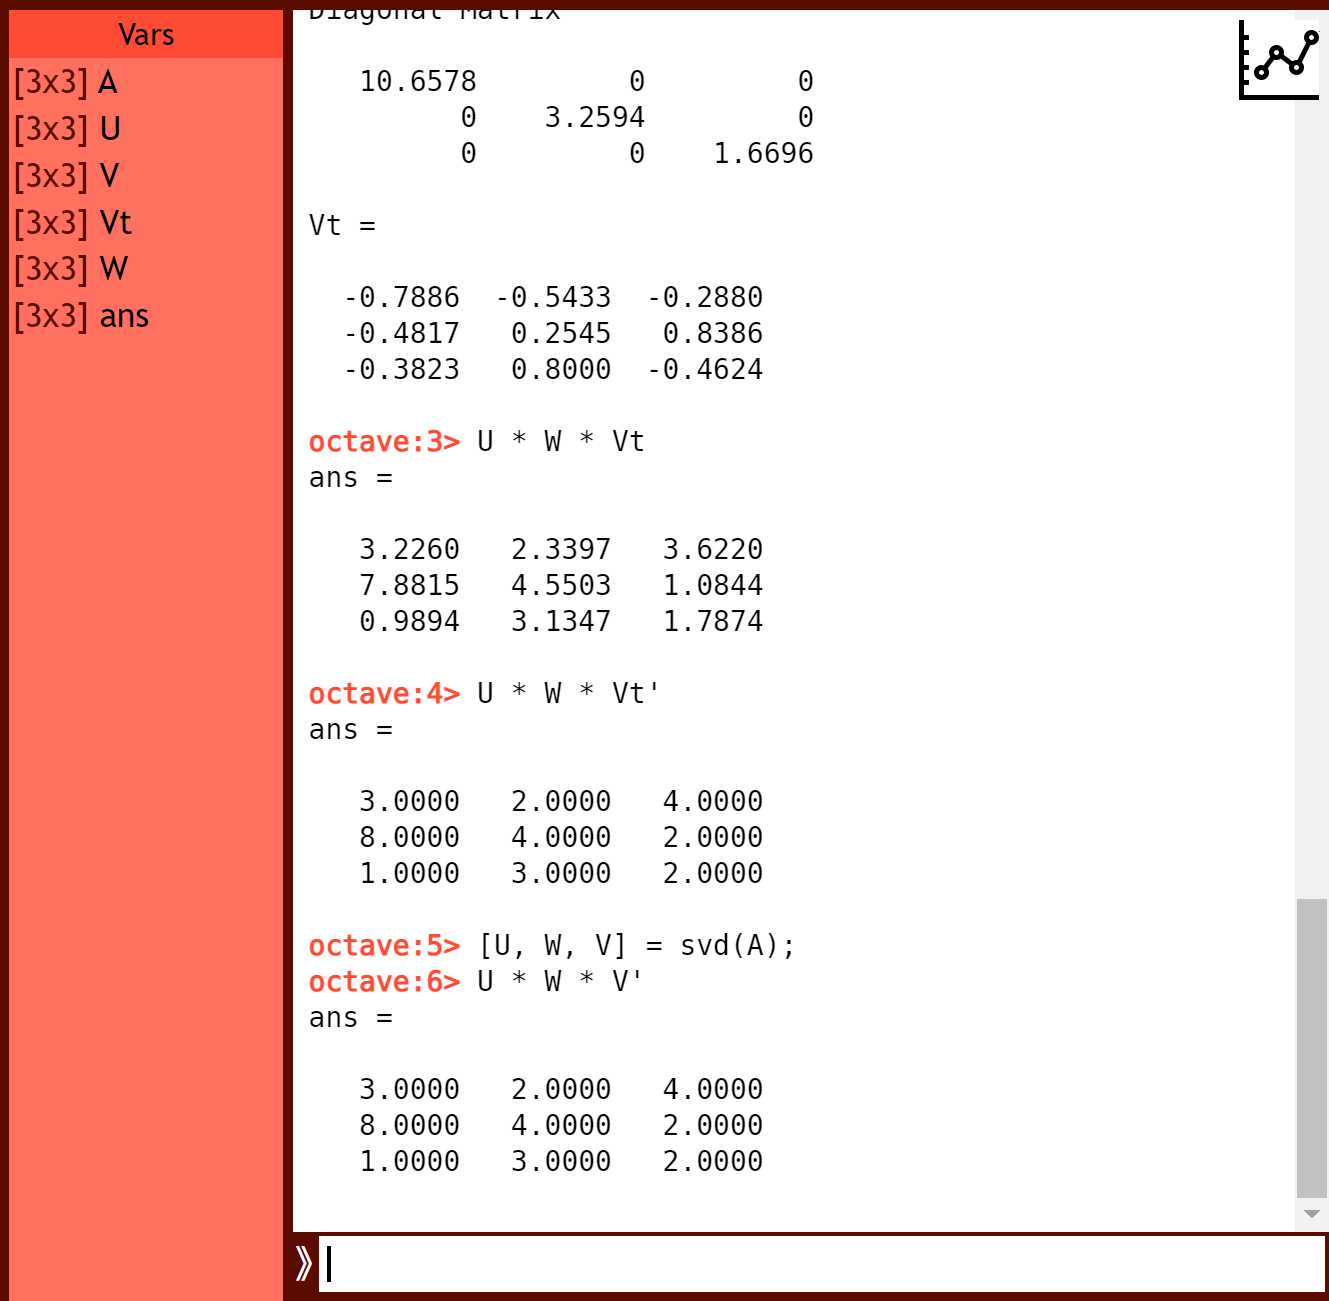 Vars
[3x3] A
[3x3] U
[3x3] V
[3x3] Vt
[3x3] W
[3x3] ans
Diagonal Matrix
10.6578 0 0
0 3.2594 0
0 0 1.6696
Vt =
-0.7886 -0.5433 -0.2880
-0.4817 0.2545 0.8386
-0.3823 0.8000 -0.4624
octave:3> U * W * Vt
ans =
3.2260 2.3397 3.6220
7.8815 4.5503 1.0844
0.9894 3.1347 1.7874
octave:4> U * W * Vt'
ans =
3.0000 2.0000 4.0000
8.0000 4.0000 2.0000
1.0000 3.0000 2.0000
octave:5> [U, W, V] = svd(A);
octave:6> U * W * V'
ans =
3.0000 2.0000 4.0000
8.0000 4.0000 2.0000
1.0000 3.0000 2.0000
⟫